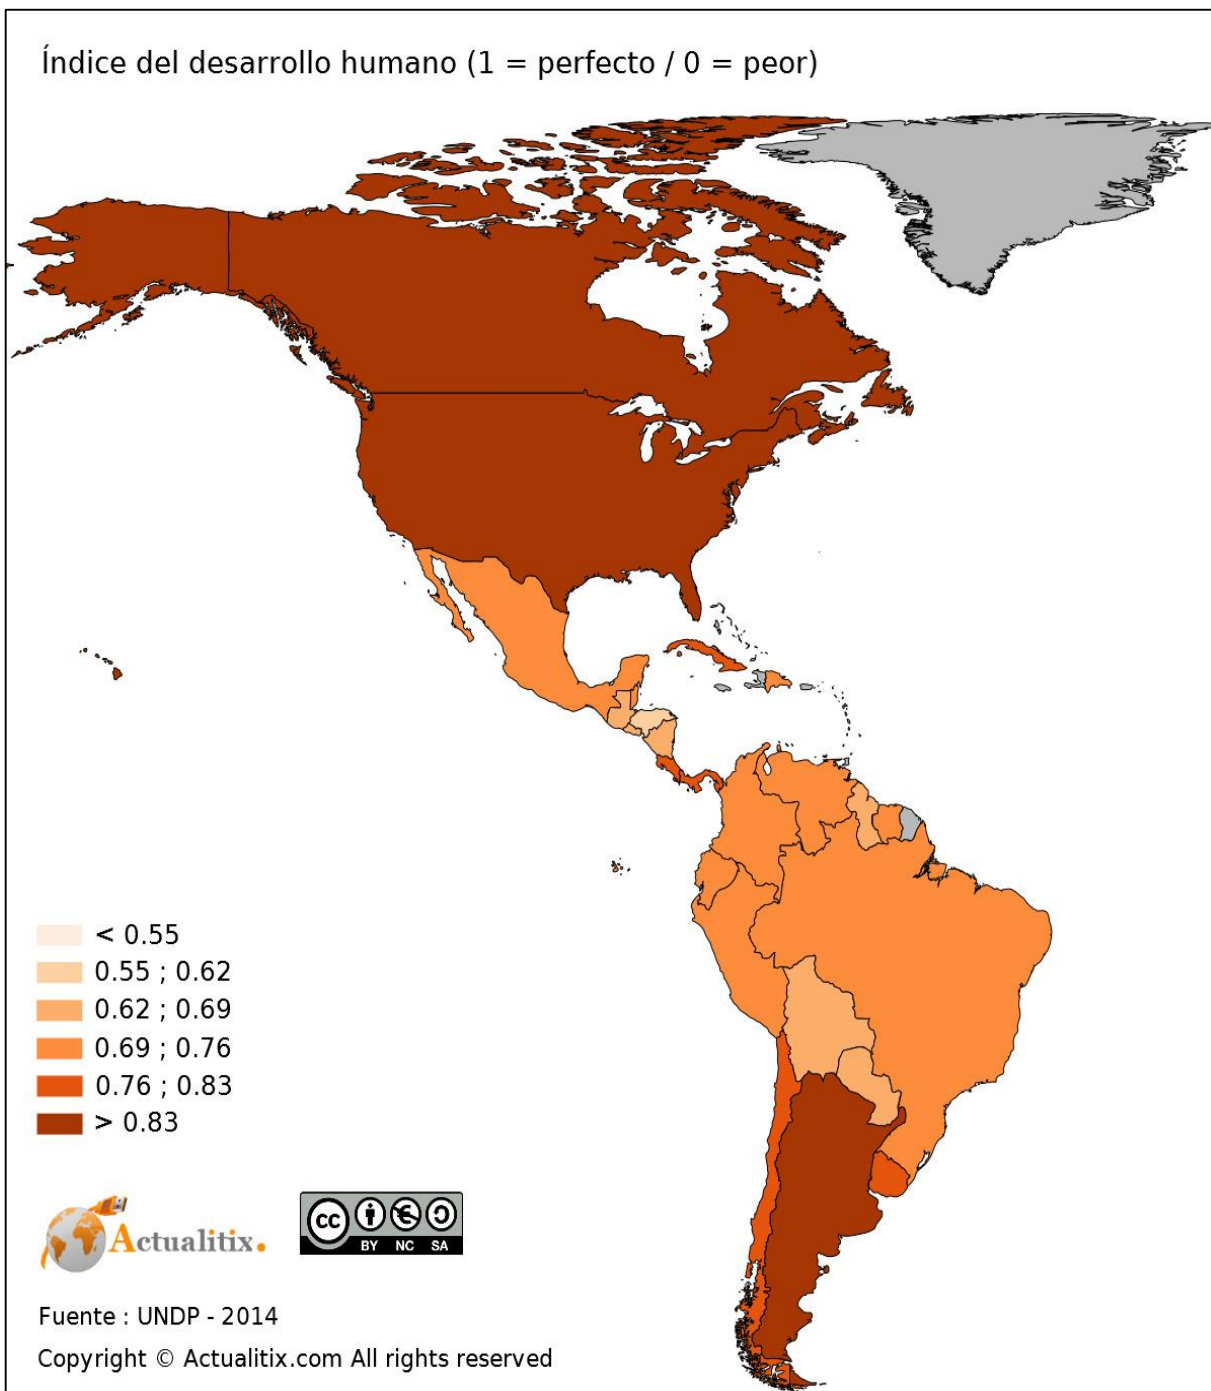 Índice del desarrollo humano (1 = perfecto / 0 = peor)
< 0.55
0.55 ; 0.62
0.62 ; 0.69
0.69 ; 0.76
0.76 ; 0.83
> 0.83
Actualitix.
cc
BY NC SA
Fuente : UNDP - 2014
Copyright © Actualitix.com All rights reserved